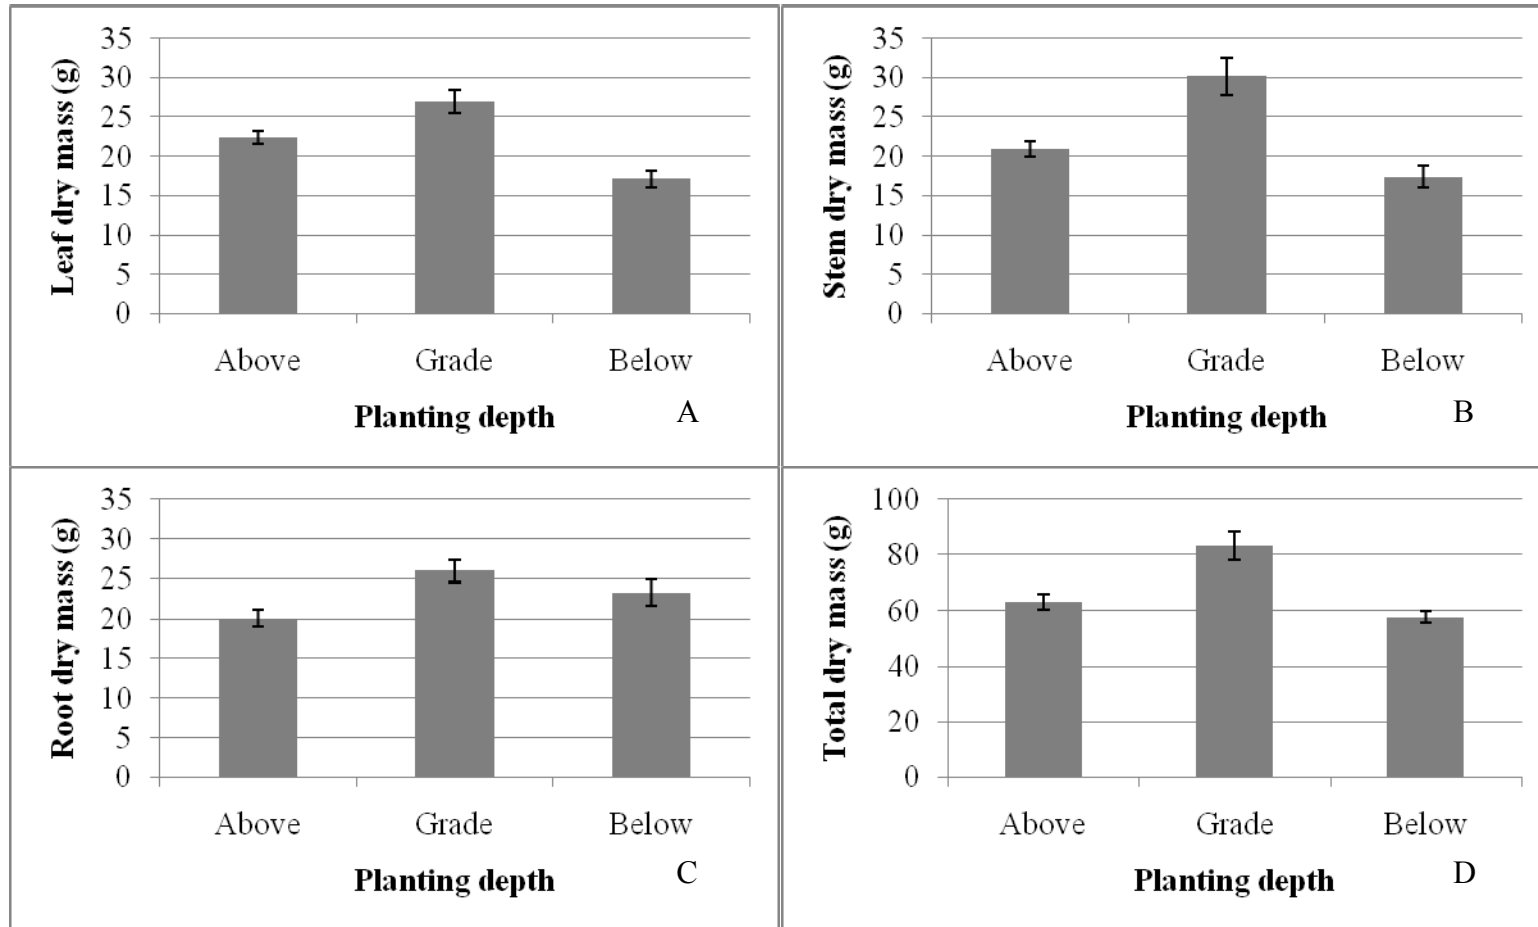 Leaf dry mass (g)
35
30
25
20
15
10
5
0
Above Grade Below
Planting depth A
Stem dry mass (g)
35
30
25
20
15
10
5
0
Above Grade Below
Planting depth B
Root dry mass (g)
35
30
25
20
15
10
5
0
Above Grade Below
Planting depth C
Total dry mass (g)
100
80
60
40
20
0
Above Grade Below
Planting depth D